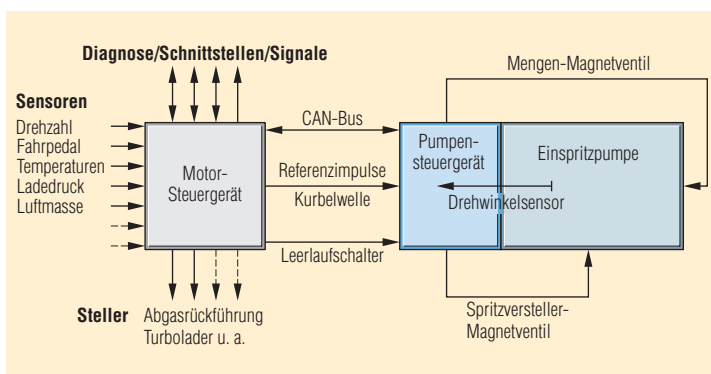 Diagnose/Schnittstellen/Signale
Sensoren
Drehzahl
Fahrpedal
Temperaturen
Ladedruck
Luftmasse
Motor-
Steuergerät
CAN-Bus
Referenzimpulse
Kurbelwelle
Leerlaufschalter
Pumpen-
steuergerät
Einspritzpumpe
Drehwinkelsensor
Mengen-Magnetventil
Spritzversteller-
Magnetventil
Steller Abgasrückführung
Turbolader u. a.